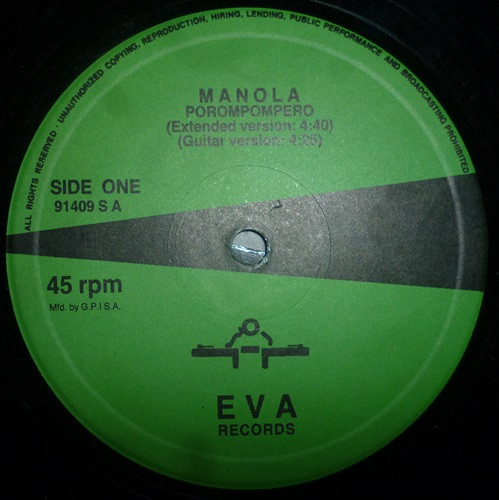 ALL RIGHTS RESERVED · UNAUTHORIZED COPYING, REPRODUCTION, HIRING, LENDING, PUBLIC PERFORMANCE AND BROADCASTING PROHIBITED
MANOLA
POROMPOMPERO
(Extended version: 4:40)
(Guitar version: 4:25)
SIDE ONE
91409 S A
45 rpm
Mfd. by G.P.I S.A.
EVA
RECORDS